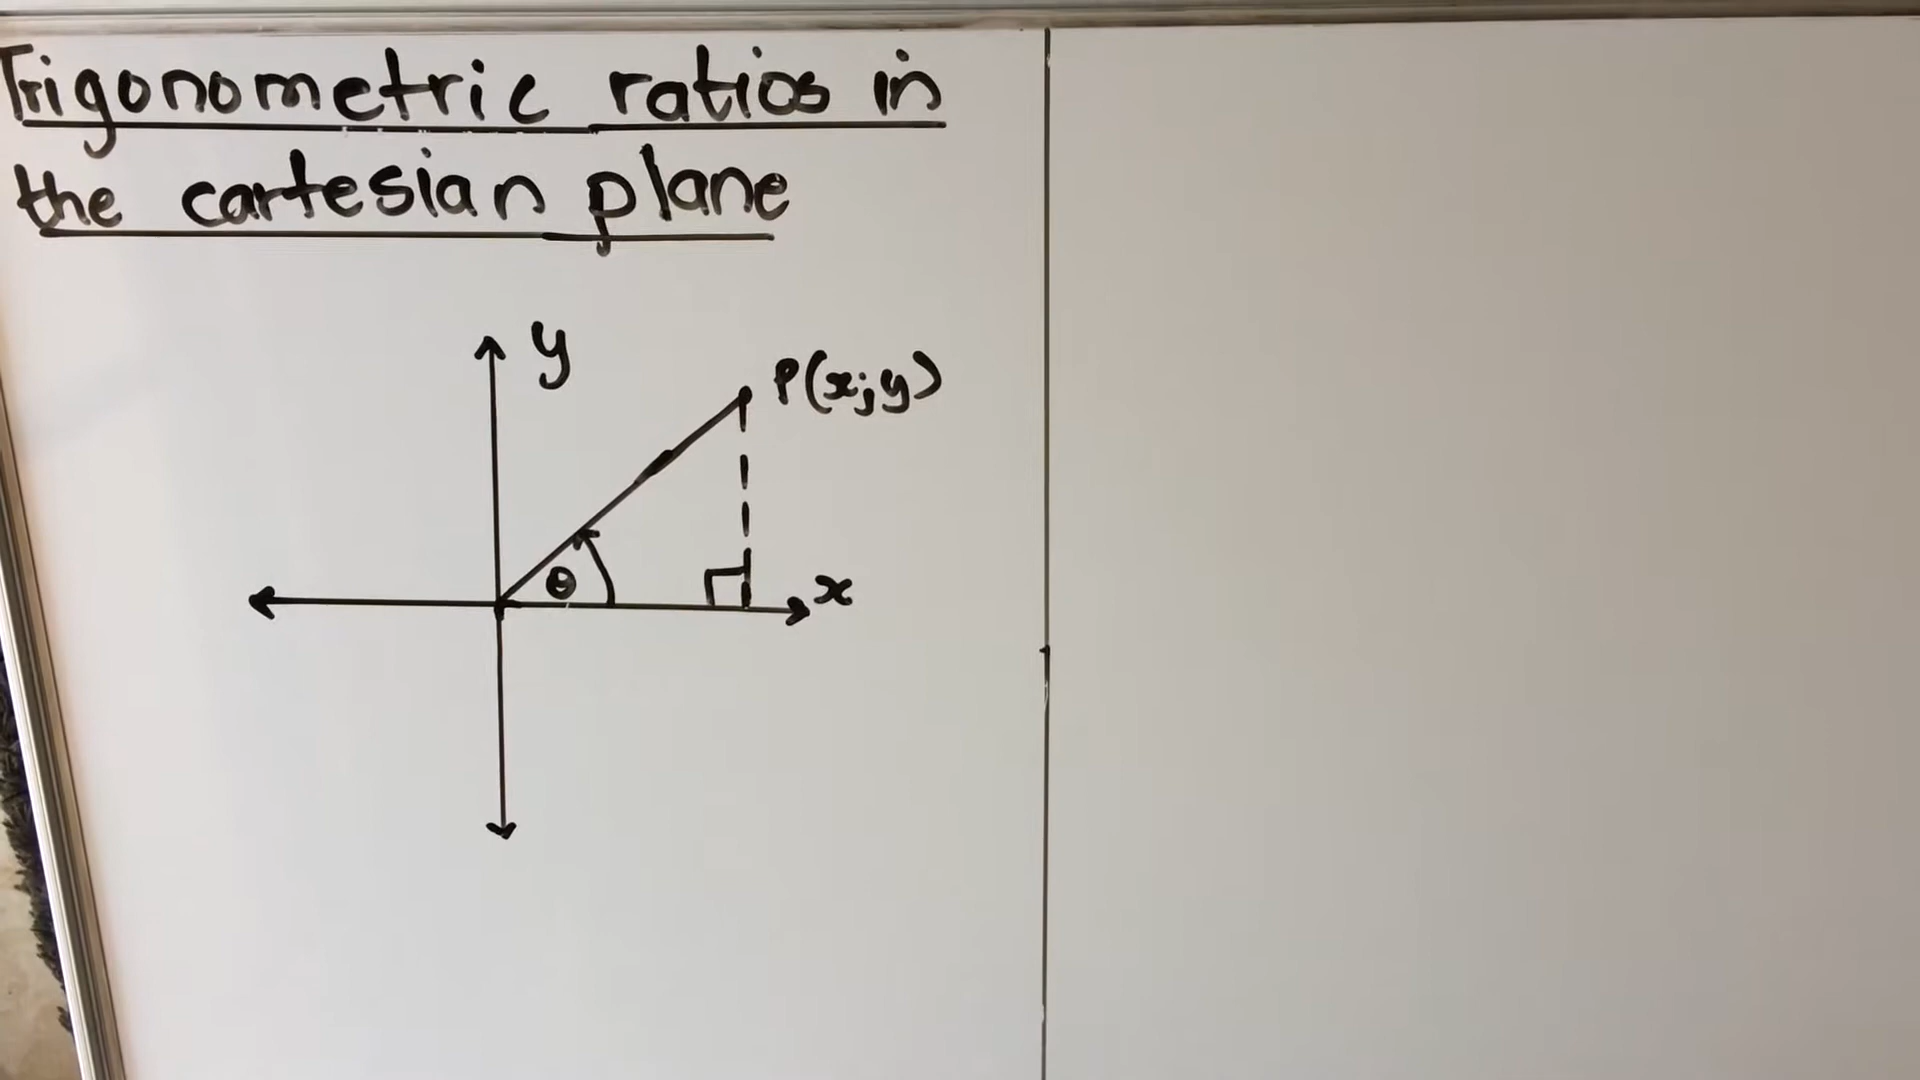 Trigonometric ratios in
the cartesian plane
y
P(x;y)
θ
x